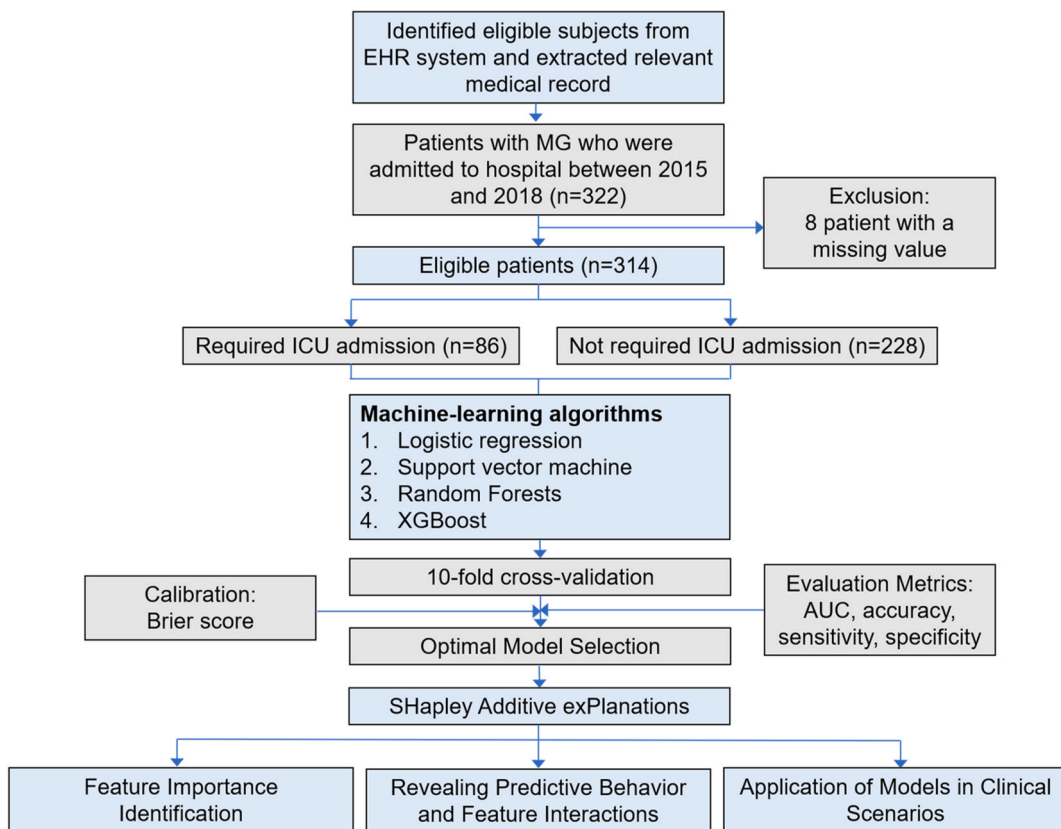 Identified eligible subjects from
EHR system and extracted relevant
medical record
Patients with MG who were
admitted to hospital between 2015
and 2018 (n=322)
Exclusion:
8 patient with a
missing value
Eligible patients (n=314)
Required ICU admission (n=86)
Not required ICU admission (n=228)
Machine-learning algorithms
1. Logistic regression
2. Support vector machine
3. Random Forests
4. XGBoost
10-fold cross-validation
Calibration:
Brier score
Evaluation Metrics:
AUC, accuracy,
sensitivity, specificity
Optimal Model Selection
SHapley Additive exPlanations
Feature Importance
Identification
Revealing Predictive Behavior
and Feature Interactions
Application of Models in Clinical
Scenarios